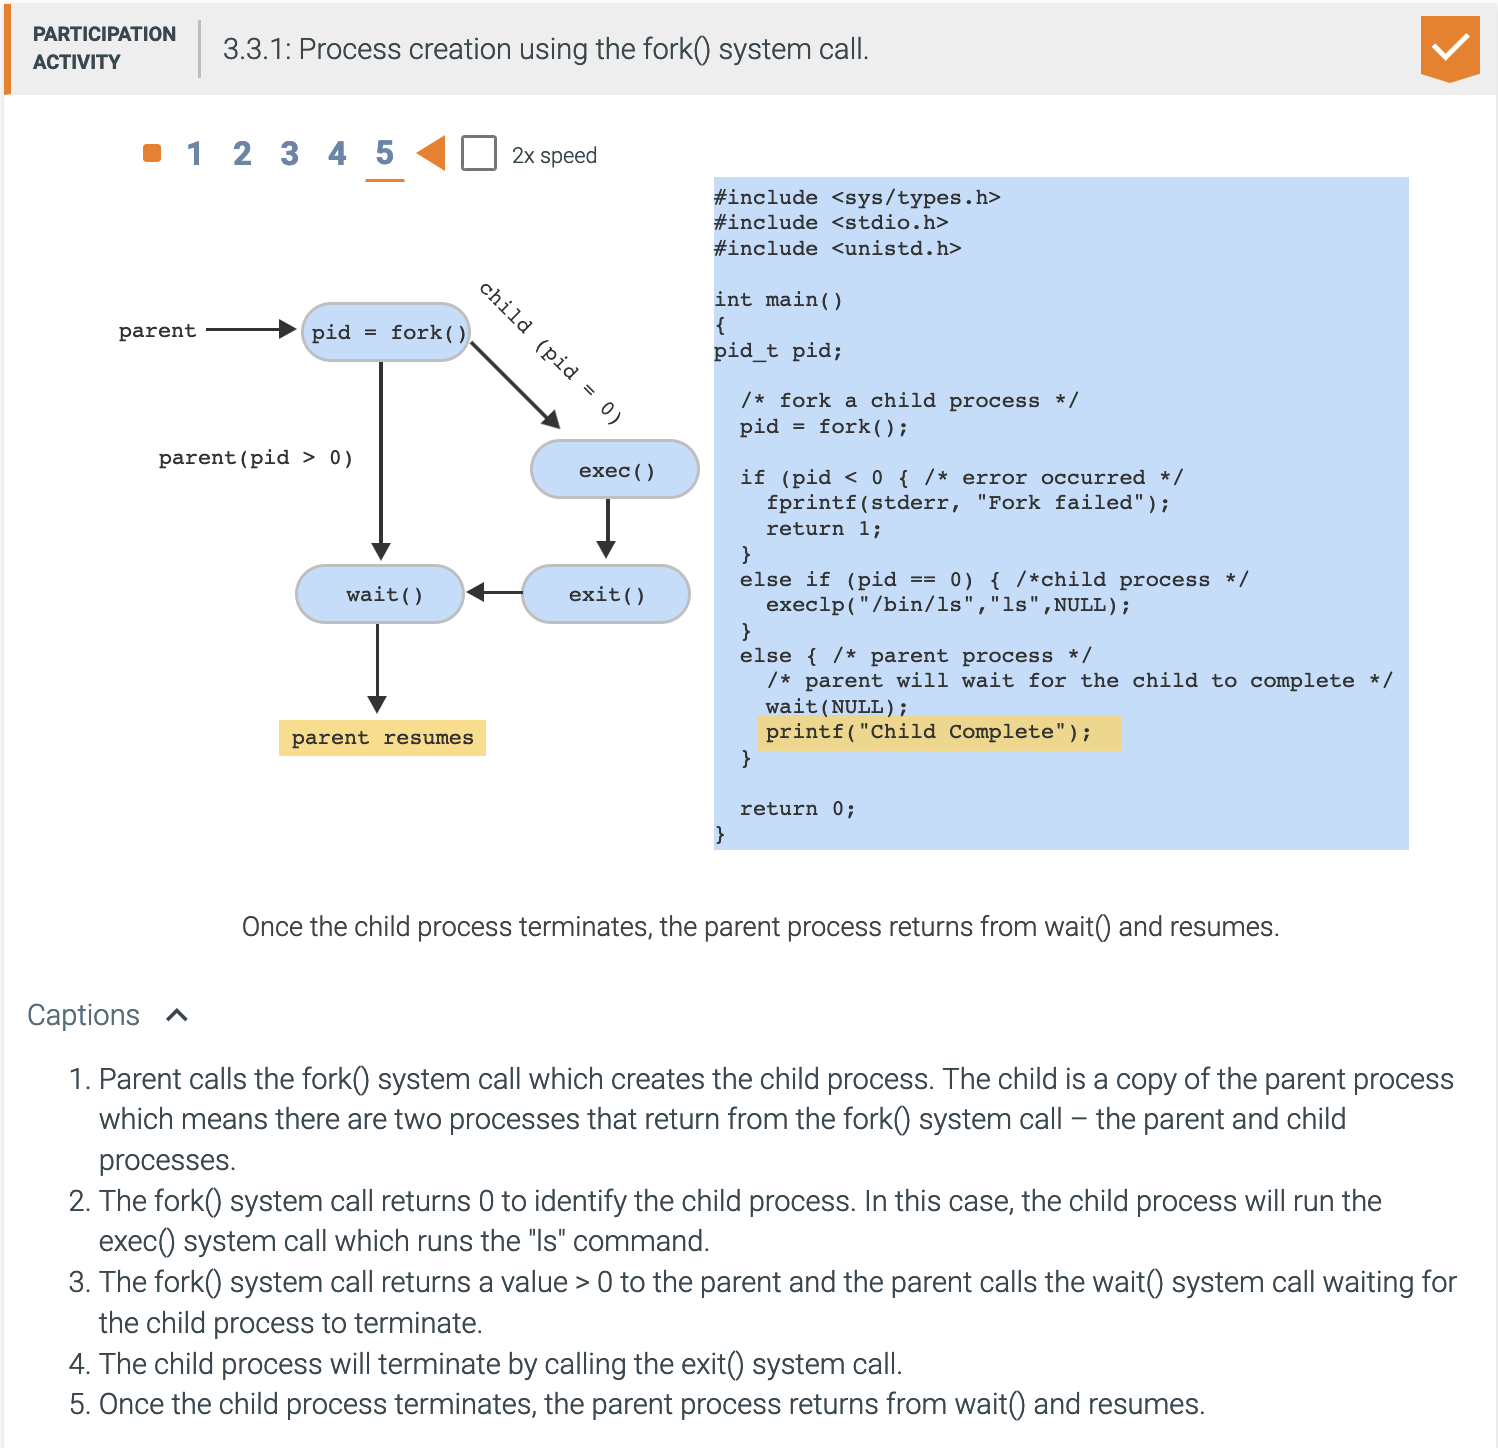 PARTICIPATION
ACTIVITY
3.3.1: Process creation using the fork() system call.
1 2 3 4 5 2x speed
#include <sys/types.h>
#include <stdio.h>
#include <unistd.h>
int main()
{
pid_t pid;
/* fork a child process */
pid = fork();
if (pid < 0 { /* error occurred */
fprintf(stderr, "Fork failed");
return 1;
}
else if (pid == 0) { /*child process */
execlp("/bin/ls","ls",NULL);
}
else { /* parent process */
/* parent will wait for the child to complete */
wait(NULL);
printf("Child Complete");
}
return 0;
}
parent
pid = fork()
child (pid = 0)
parent(pid > 0)
exec()
wait()
exit()
parent resumes
Once the child process terminates, the parent process returns from wait() and resumes.
Captions
1. Parent calls the fork() system call which creates the child process. The child is a copy of the parent process
which means there are two processes that return from the fork() system call – the parent and child
processes.
2. The fork() system call returns 0 to identify the child process. In this case, the child process will run the
exec() system call which runs the "ls" command.
3. The fork() system call returns a value > 0 to the parent and the parent calls the wait() system call waiting for
the child process to terminate.
4. The child process will terminate by calling the exit() system call.
5. Once the child process terminates, the parent process returns from wait() and resumes.